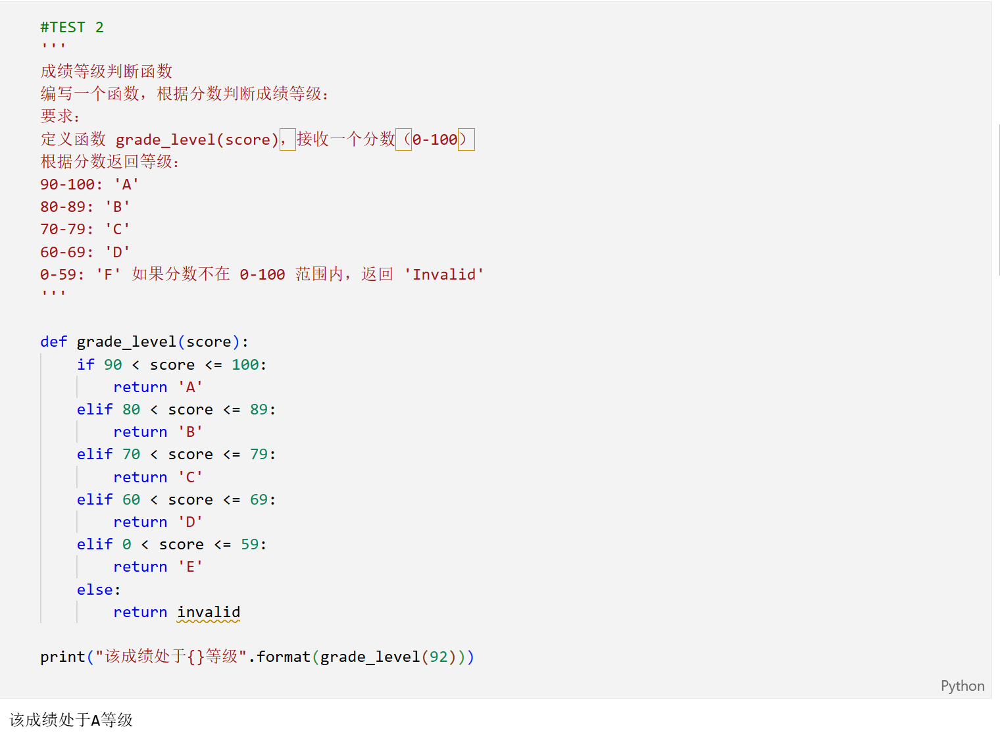 #TEST 2
'''
成绩等级判断函数
编写一个函数，根据分数判断成绩等级：
要求：
定义函数 grade_level(score)，接收一个分数（0-100）
根据分数返回等级：
90-100: 'A'
80-89: 'B'
70-79: 'C'
60-69: 'D'
0-59: 'F' 如果分数不在 0-100 范围内，返回 'Invalid'
'''
def grade_level(score):
    if 90 < score <= 100:
        return 'A'
    elif 80 < score <= 89:
        return 'B'
    elif 70 < score <= 79:
        return 'C'
    elif 60 < score <= 69:
        return 'D'
    elif 0 < score <= 59:
        return 'E'
    else:
        return invalid
print("该成绩处于{}等级".format(grade_level(92)))
Python
该成绩处于A等级